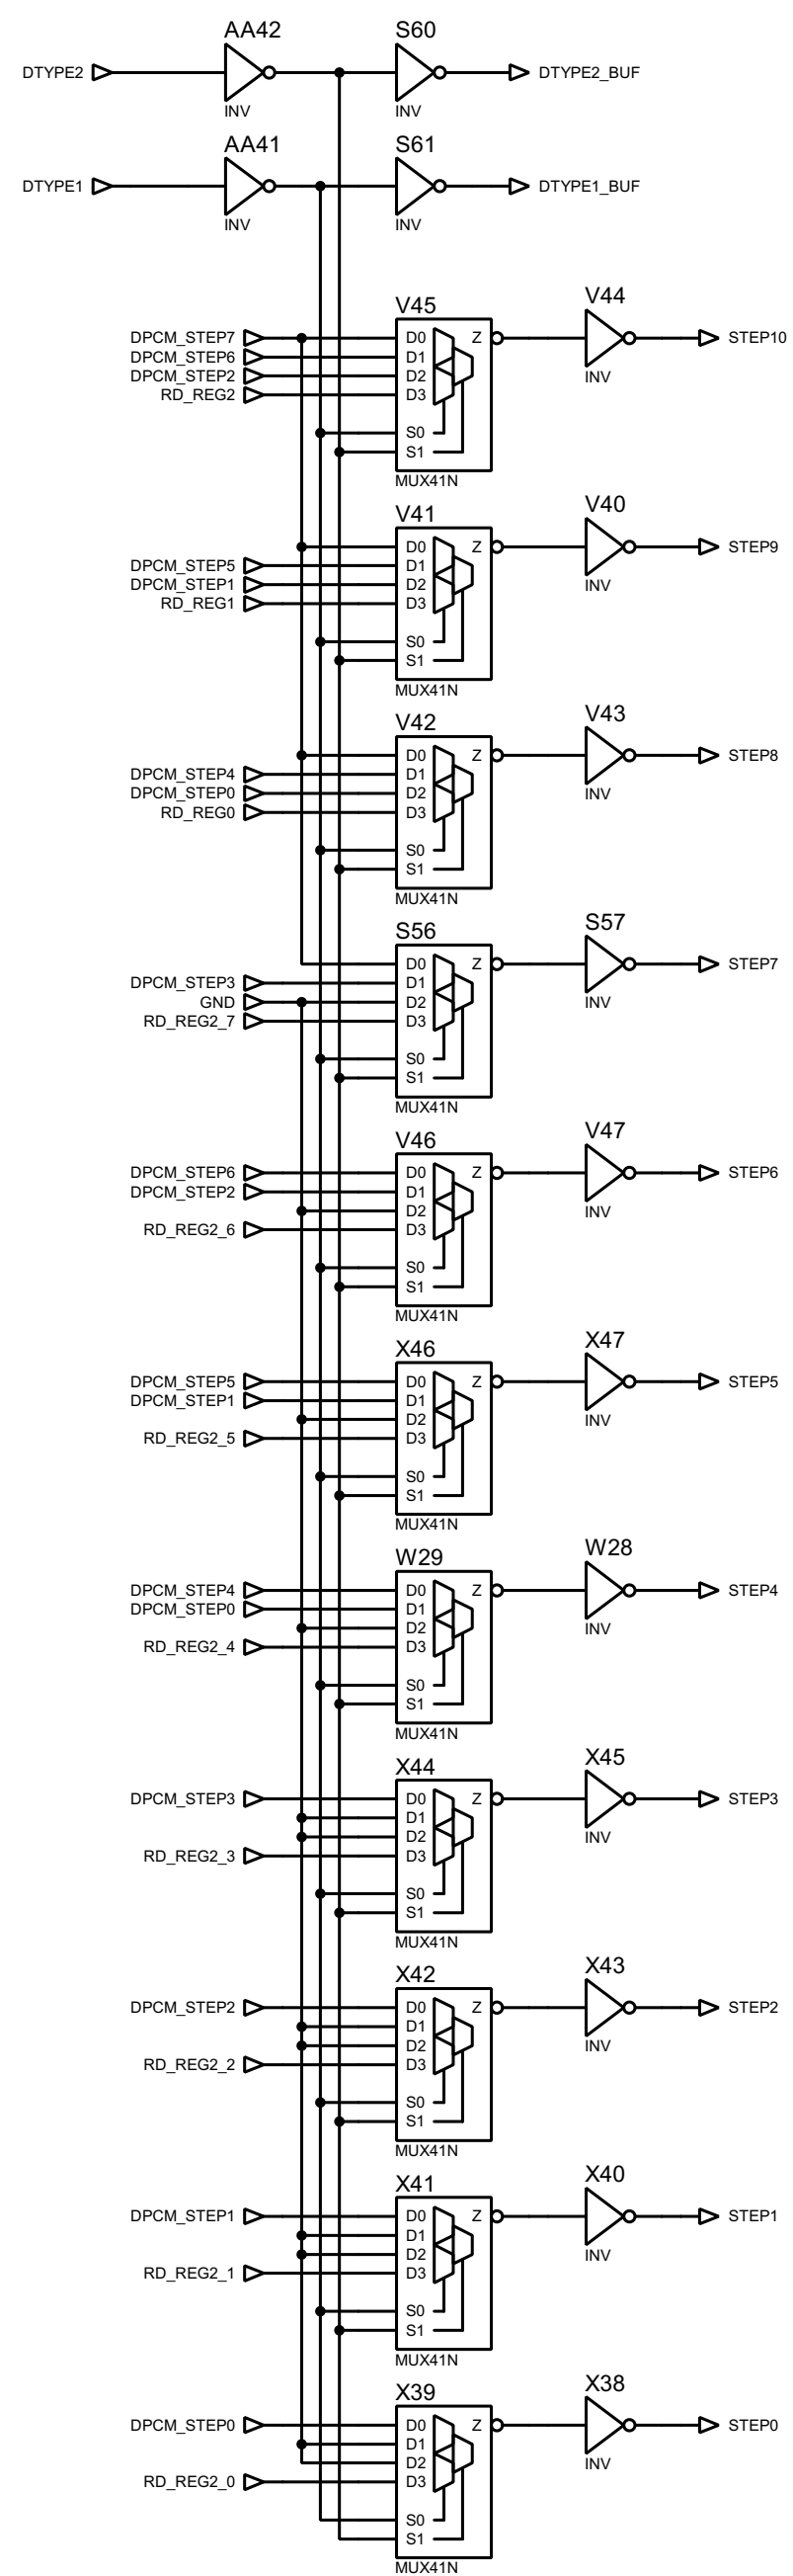 AA42 S60
DTYPE2 DTYPE2_BUF
INV INV
AA41 S61
DTYPE1 DTYPE1_BUF
INV INV
V45 V44
DPCM_STEP7 D0 Z STEP10
DPCM_STEP6 D1
DPCM_STEP2 D2 INV
RD_REG2 D3
S0
S1
MUX41N
V41 V40
D0 Z STEP9
DPCM_STEP5 D1
DPCM_STEP1 D2 INV
RD_REG1 D3
S0
S1
MUX41N
V42 V43
D0 Z STEP8
DPCM_STEP4 D1
DPCM_STEP0 D2 INV
RD_REG0 D3
S0
S1
MUX41N
S56 S57
D0 Z STEP7
DPCM_STEP3 D1
GND D2 INV
RD_REG2_7 D3
S0
S1
MUX41N
V46 V47
DPCM_STEP6 D0 Z STEP6
DPCM_STEP2 D1
D2 INV
RD_REG2_6 D3
S0
S1
MUX41N
X46 X47
DPCM_STEP5 D0 Z STEP5
DPCM_STEP1 D1
D2 INV
RD_REG2_5 D3
S0
S1
MUX41N
W29 W28
DPCM_STEP4 D0 Z STEP4
DPCM_STEP0 D1
D2 INV
RD_REG2_4 D3
S0
S1
MUX41N
X44 X45
DPCM_STEP3 D0 Z STEP3
D1
D2 INV
RD_REG2_3 D3
S0
S1
MUX41N
X42 X43
DPCM_STEP2 D0 Z STEP2
D1
D2 INV
RD_REG2_2 D3
S0
S1
MUX41N
X41 X40
DPCM_STEP1 D0 Z STEP1
D1
D2 INV
RD_REG2_1 D3
S0
S1
MUX41N
X39 X38
DPCM_STEP0 D0 Z STEP0
D1
D2 INV
RD_REG2_0 D3
S0
S1
MUX41N